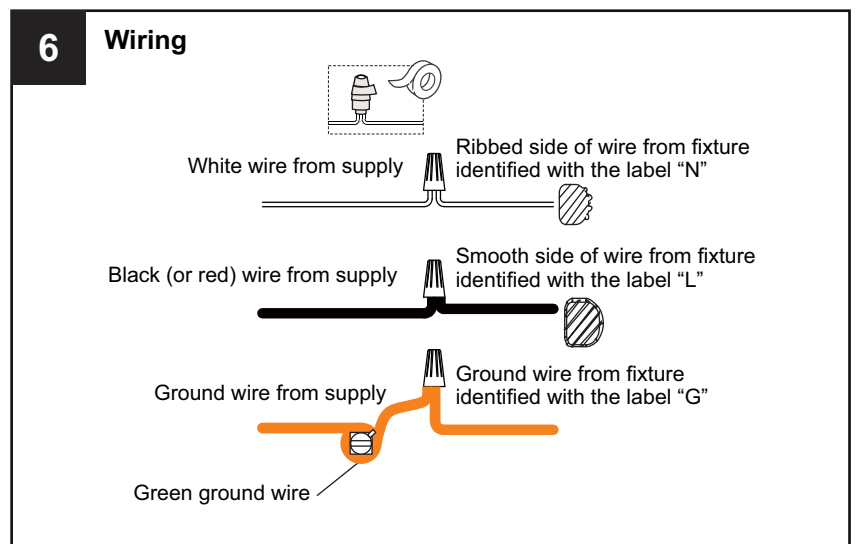 6
Wiring
White wire from supply
Ribbed side of wire from fixture
identified with the label “N”
Black (or red) wire from supply
Smooth side of wire from fixture
identified with the label “L”
Ground wire from supply
Ground wire from fixture
identified with the label “G”
Green ground wire